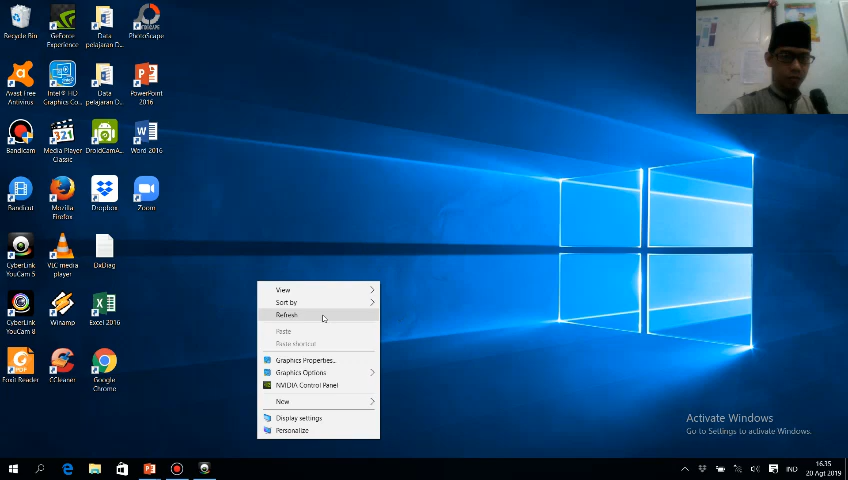 Recycle Bin
GeForce
Experience
Data
pelajaran D...
PhotoScape
Avast Free
Antivirus
Intel® HD
Graphics Co...
Data
pelajaran D...
PowerPoint
2016
Bandicam
Media Player
Classic
DroidCamA...
Word 2016
Bandicut
Mozilla
Firefox
Dropbox
Zoom
CyberLink
YouCam 5
VLC media
player
DxDiag
CyberLink
YouCam 8
Winamp
Excel 2016
Foxit Reader
CCleaner
Google
Chrome
View
Sort by
Refresh
Paste
Paste shortcut
Graphics Properties...
Graphics Options
NVIDIA Control Panel
New
Display settings
Personalize
Activate Windows
Go to Settings to activate Windows.
IND
16.35
20 Agt 2019